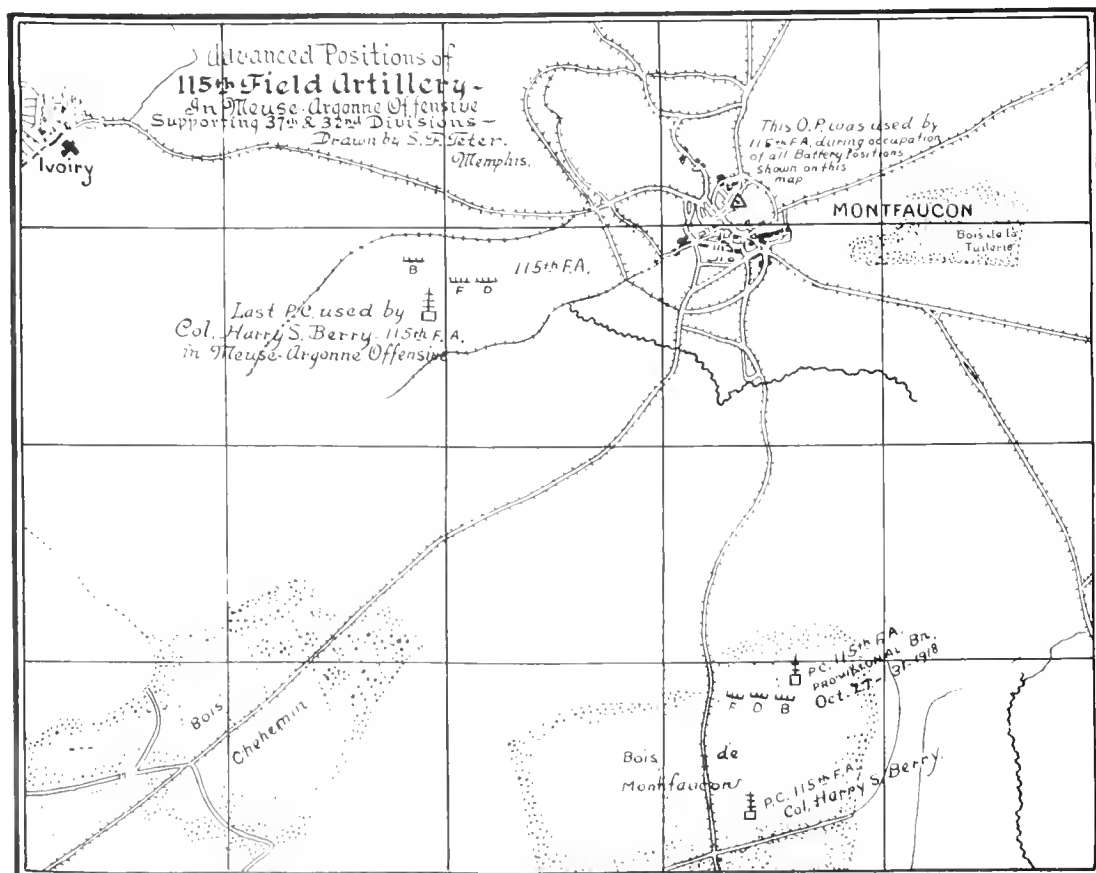 Advanced Positions of
115th Field Artillery -
In Meuse-Argonne Offensive
Supporting 37th & 32nd Divisions -
Drawn by S.F. Teter.
Memphis.
Ivoiry
This O.P. was used by
115th F.A. during occupation
of all Battery Positions
shown on this
map
MONTFAUCON
Bois de la
Tuilerie
B
F D
115th F.A.
Last P.C. used by
Col. Harry S. Berry - 115th F.A.
in Meuse-Argonne Offensive
P.C. 115th F.A.
PROVISIONAL Bn.
Oct. 27 - 31-1918
F D B
Bois
Chehemin
Bois de
Montfaucons
P.C. 115th F.A.
Col. Harry S. Berry.